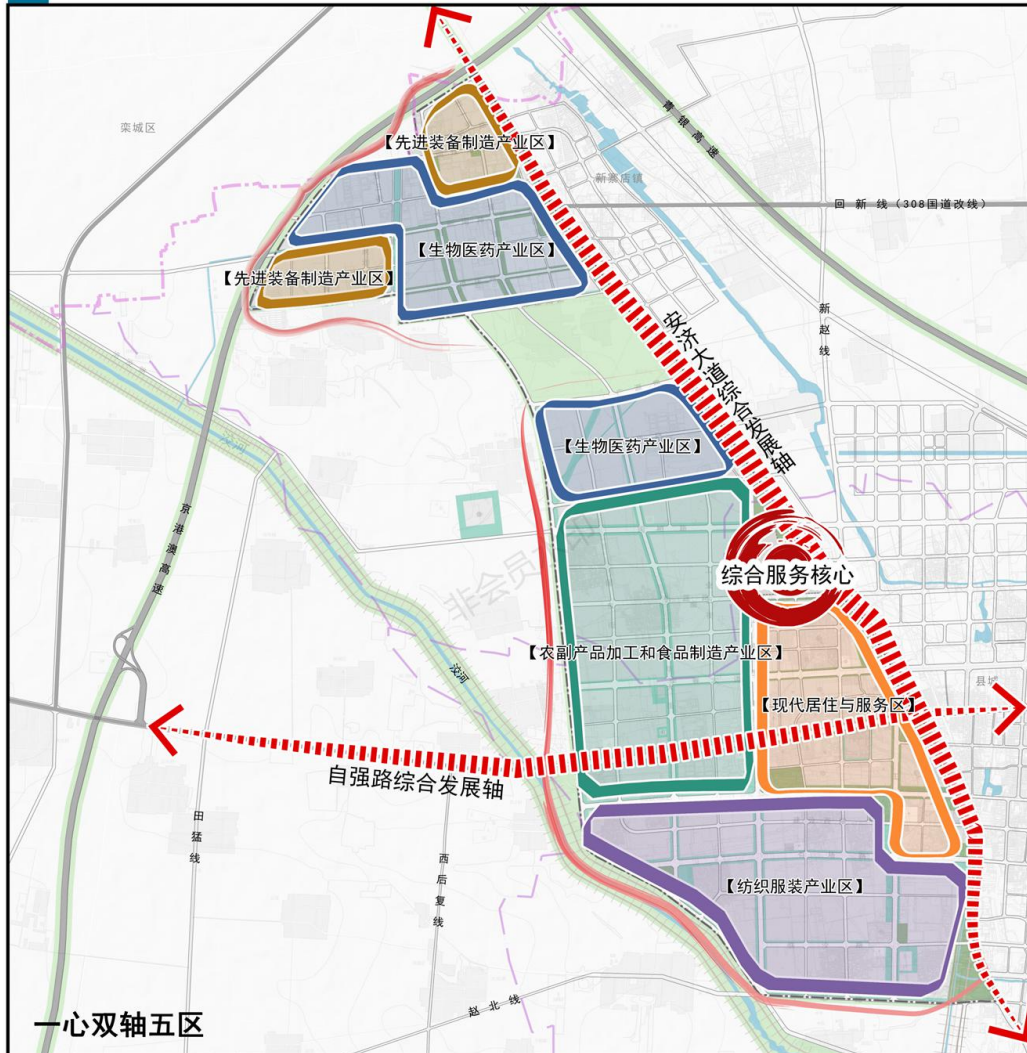 栾城区
【先进装备制造产业区】
青银高速
新寨店镇
回新线（308国道改线）
【生物医药产业区】
【先进装备制造产业区】
新赵线
安济大道综合发展轴
【生物医药产业区】
京港澳高速
非会员水印
综合服务核心
【农副产品加工和食品制造产业区】
洨河
县城
【现代居住与服务区】
自强路综合发展轴
田猛线
西后复线
【纺织服装产业区】
赵北线
一心双轴五区